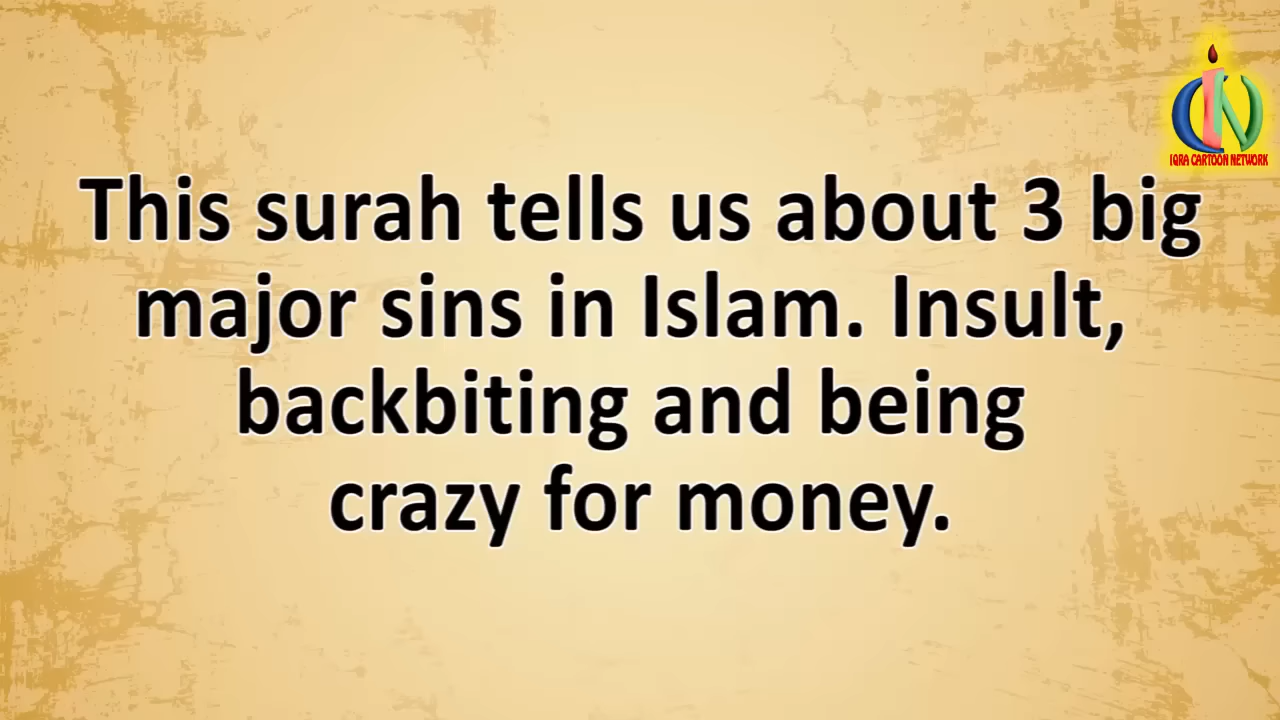 IQRA CARTOON NETWORK
This surah tells us about 3 big
major sins in Islam. Insult,
backbiting and being
crazy for money.